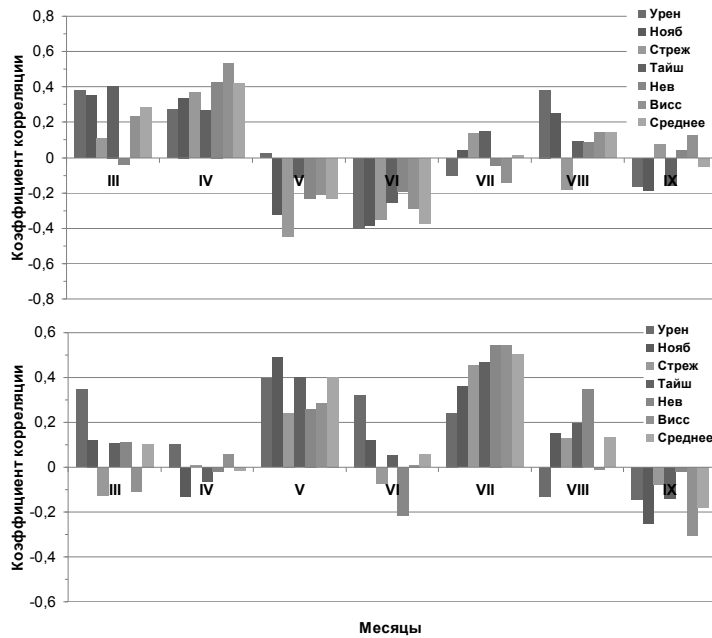 Коэффициент корреляции
0,8
0,6
0,4
0,2
0
-0,2
-0,4
-0,6
-0,8
III IV V VI VII VIII IX
Урен
Нояб
Стреж
Тайш
Нев
Висс
Среднее
Коэффициент корреляции
0,6
0,4
0,2
0
-0,2
-0,4
-0,6
III IV V VI VII VIII IX
Урен
Нояб
Стреж
Тайш
Нев
Висс
Среднее
Месяцы